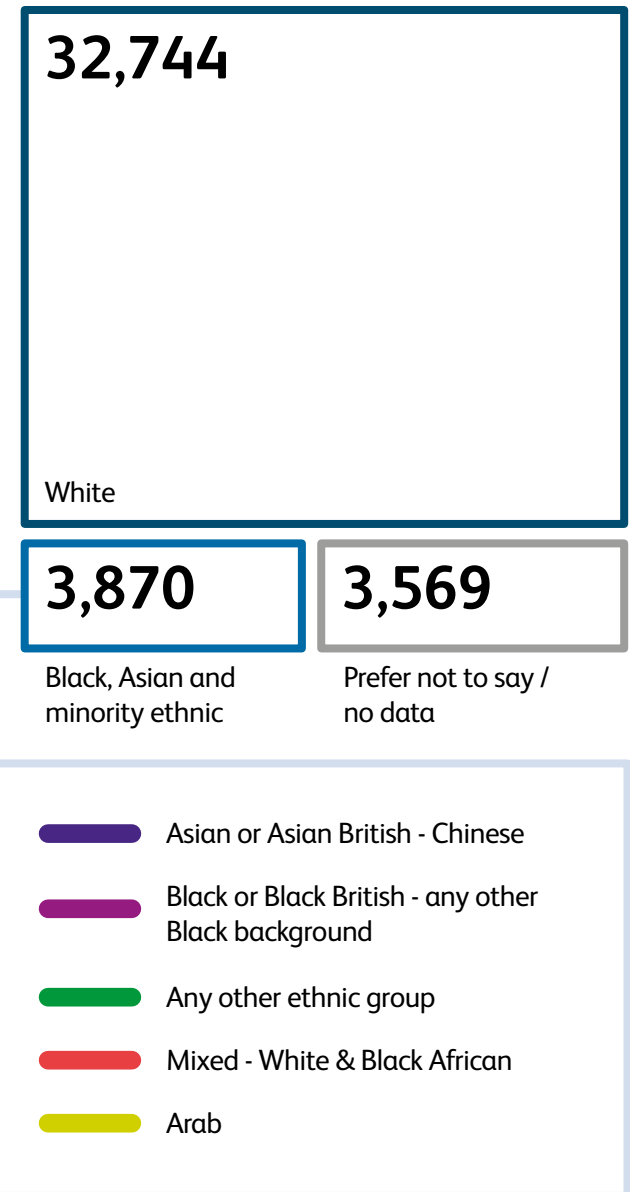 32,744
White
3,870
Black, Asian and
minority ethnic
3,569
Prefer not to say /
no data
Asian or Asian British - Chinese
Black or Black British - any other
Black background
Any other ethnic group
Mixed - White & Black African
Arab